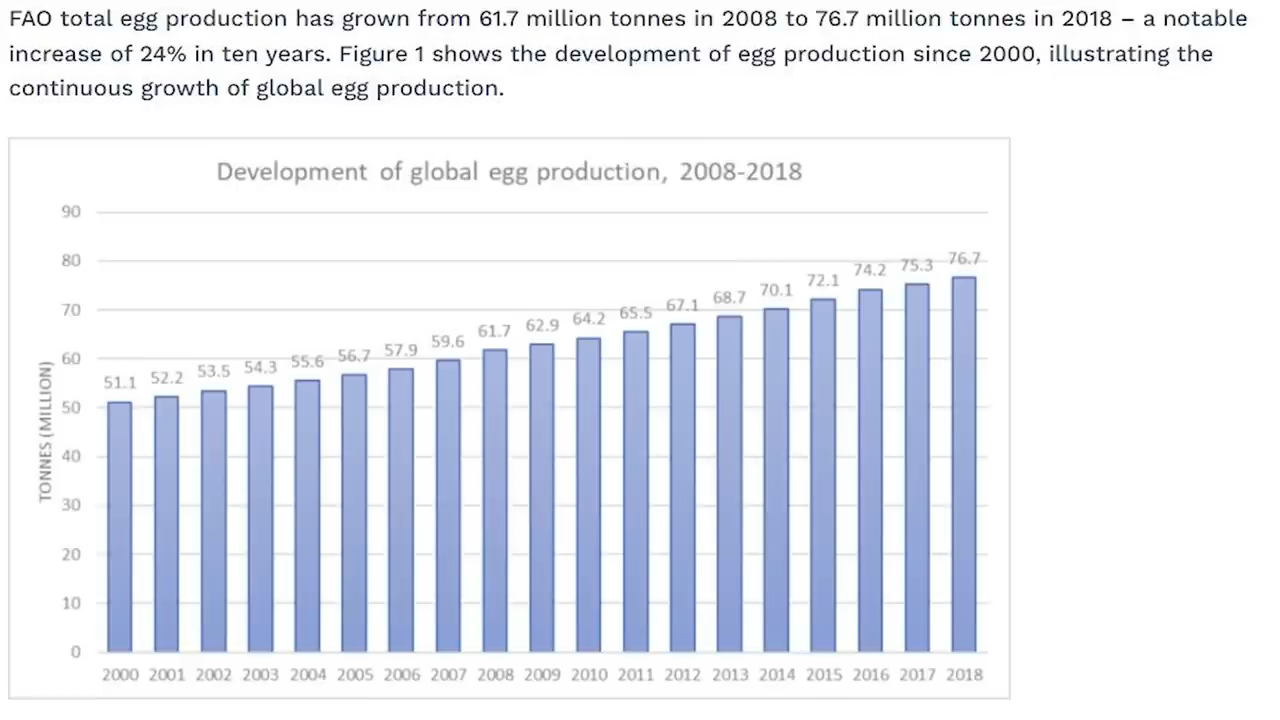 FAO total egg production has grown from 61.7 million tonnes in 2008 to 76.7 million tonnes in 2018 – a notable
increase of 24% in ten years. Figure 1 shows the development of egg production since 2000, illustrating the
continuous growth of global egg production.
Development of global egg production, 2008-2018
TONNES (MILLION)
90
80
70
60
50
40
30
20
10
0
51.1 52.2 53.5 54.3 55.6 56.7 57.9 59.6 61.7 62.9 64.2 65.5 67.1 68.7 70.1 72.1 74.2 75.3 76.7
2000 2001 2002 2003 2004 2005 2006 2007 2008 2009 2010 2011 2012 2013 2014 2015 2016 2017 2018